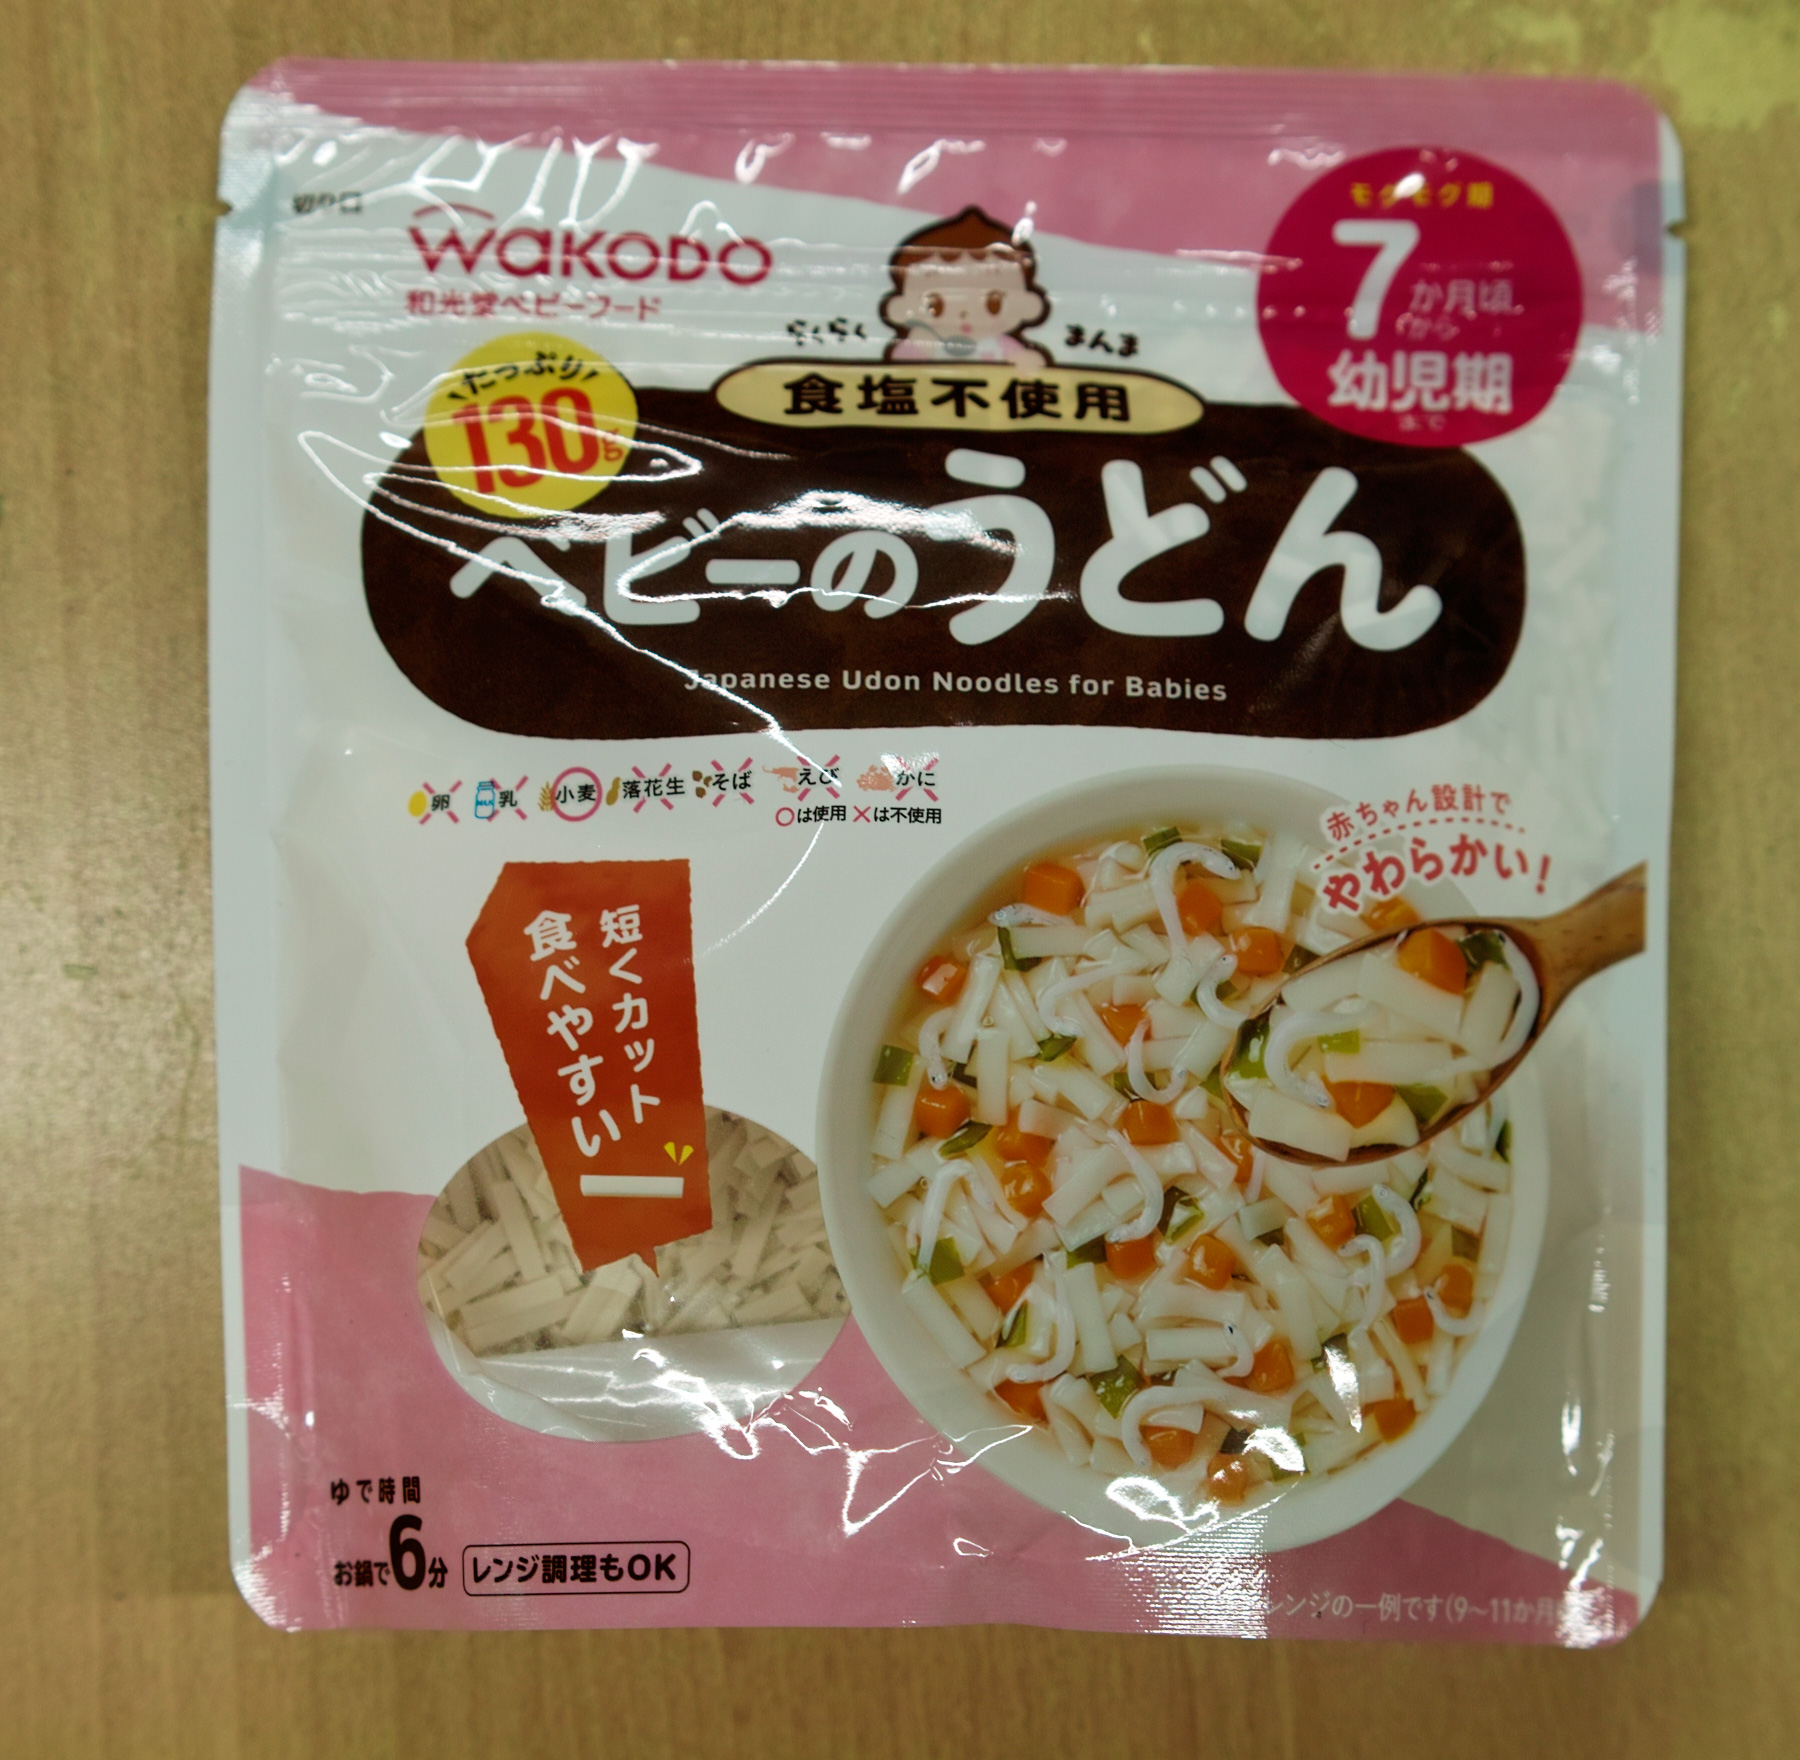 切り口
wakodo
和光堂ベビーフード
モグモグ期
7か月頃
から
幼児期
まで
らくらく まんま
食塩不使用
たっぷり
130g
ベビーのうどん
Japanese Udon Noodles for Babies
卵 乳 小麦 落花生 そば えび かに
○は使用 ×は不使用
赤ちゃん設計で
やわらかい!
短くカット
食べやすい
ゆで時間
お鍋で6分
レンジ調理もOK
レンジの一例です(9〜11か月